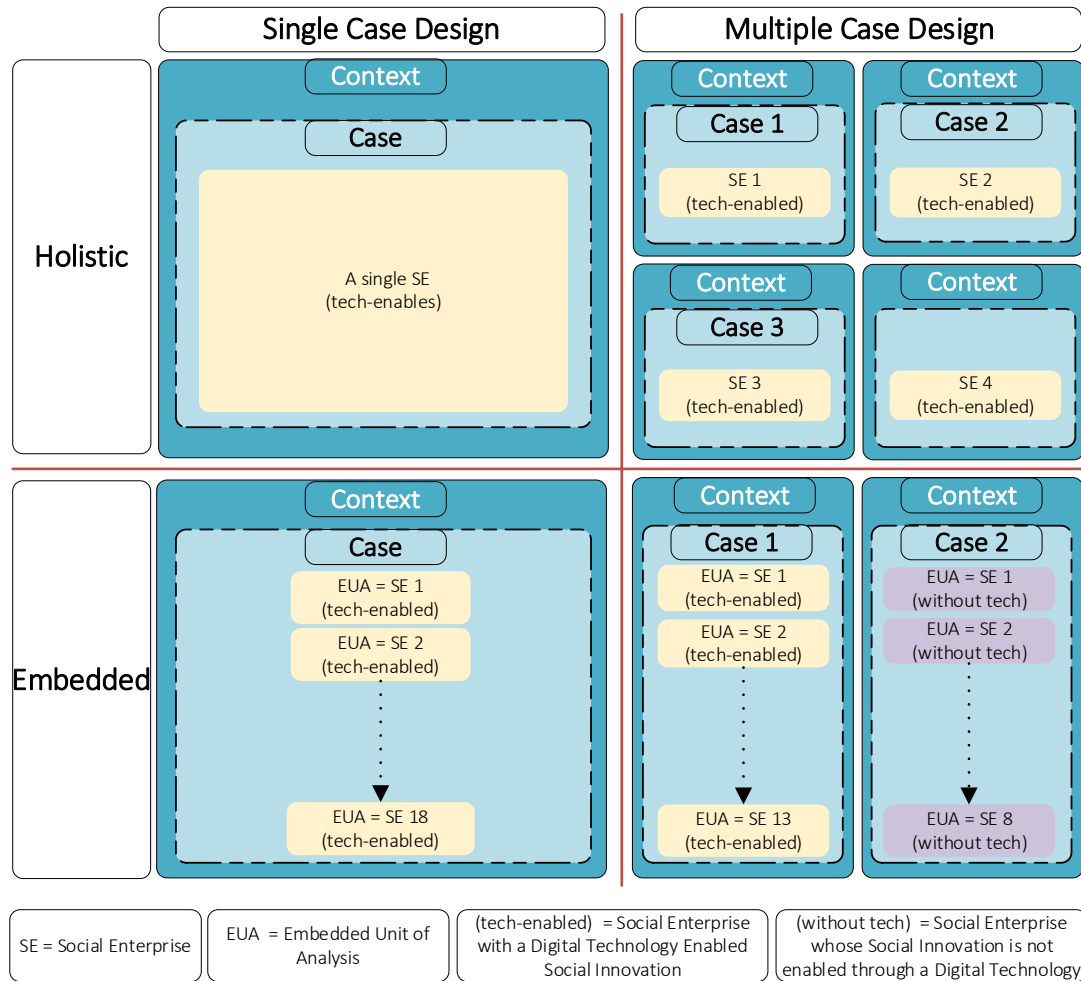 Single Case Design
Multiple Case Design
Holistic
Context
Case
A single SE
(tech-enables)
Context
Case 1
SE 1
(tech-enabled)
Context
Case 2
SE 2
(tech-enabled)
Context
Case 3
SE 3
(tech-enabled)
Context
SE 4
(tech-enabled)
Embedded
Context
Case
EUA = SE 1
(tech-enabled)
EUA = SE 2
(tech-enabled)
EUA = SE 18
(tech-enabled)
Context
Case 1
EUA = SE 1
(tech-enabled)
EUA = SE 2
(tech-enabled)
EUA = SE 13
(tech-enabled)
Context
Case 2
EUA = SE 1
(without tech)
EUA = SE 2
(without tech)
EUA = SE 8
(without tech)
SE = Social Enterprise
EUA = Embedded Unit of
Analysis
(tech-enabled) = Social Enterprise
with a Digital Technology Enabled
Social Innovation
(without tech) = Social Enterprise
whose Social Innovation is not
enabled through a Digital Technology